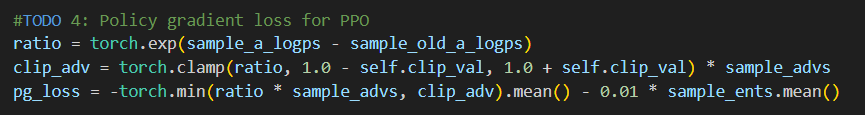 #TODO 4: Policy gradient loss for PPO
ratio = torch.exp(sample_a_logps - sample_old_a_logps)
clip_adv = torch.clamp(ratio, 1.0 - self.clip_val, 1.0 + self.clip_val) * sample_advs
pg_loss = -torch.min(ratio * sample_advs, clip_adv).mean() - 0.01 * sample_ents.mean()